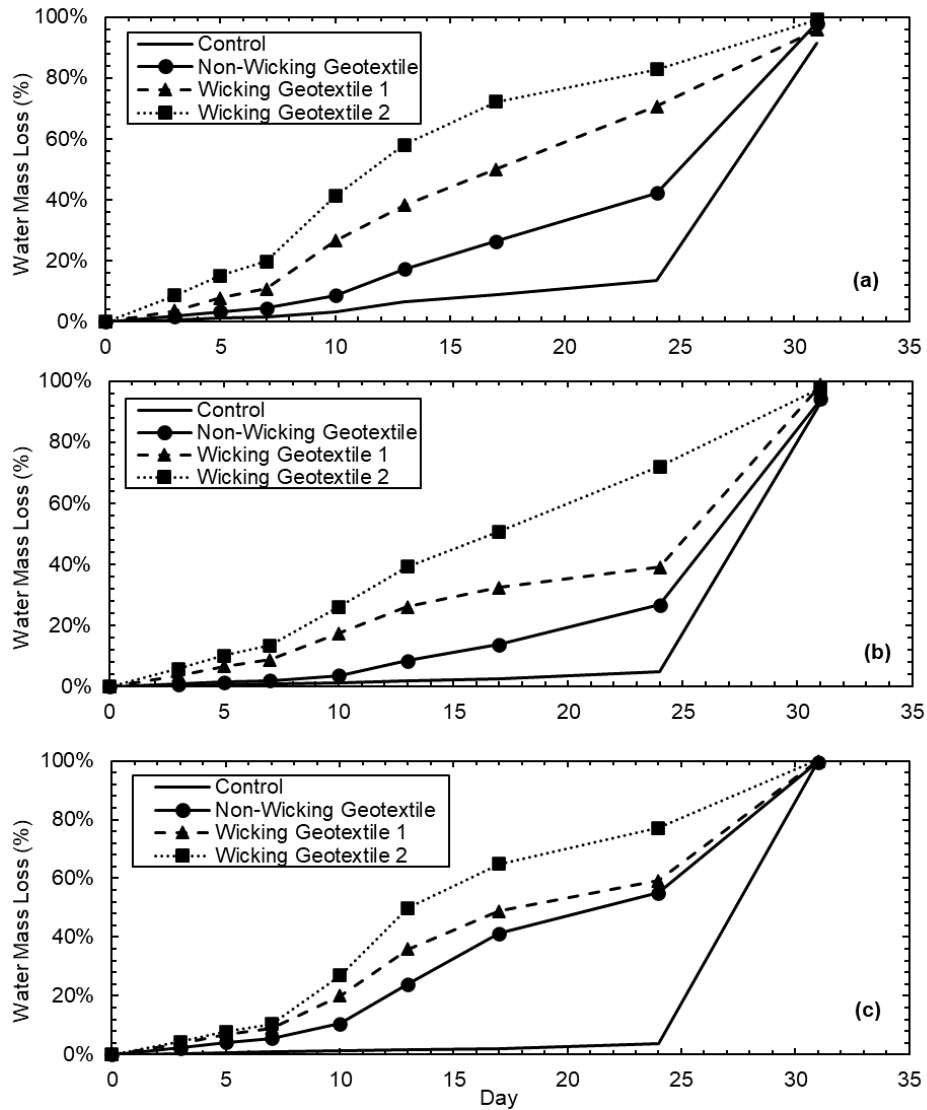 100%
80%
60%
40%
20%
0%
Water Mass Loss (%)
Control
Non-Wicking Geotextile
Wicking Geotextile 1
Wicking Geotextile 2
(a)
0 5 10 15 20 25 30 35
100%
80%
60%
40%
20%
0%
Water Mass Loss (%)
Control
Non-Wicking Geotextile
Wicking Geotextile 1
Wicking Geotextile 2
(b)
0 5 10 15 20 25 30 35
100%
80%
60%
40%
20%
0%
Water Mass Loss (%)
Control
Non-Wicking Geotextile
Wicking Geotextile 1
Wicking Geotextile 2
(c)
0 5 10 15 20 25 30 35
Day